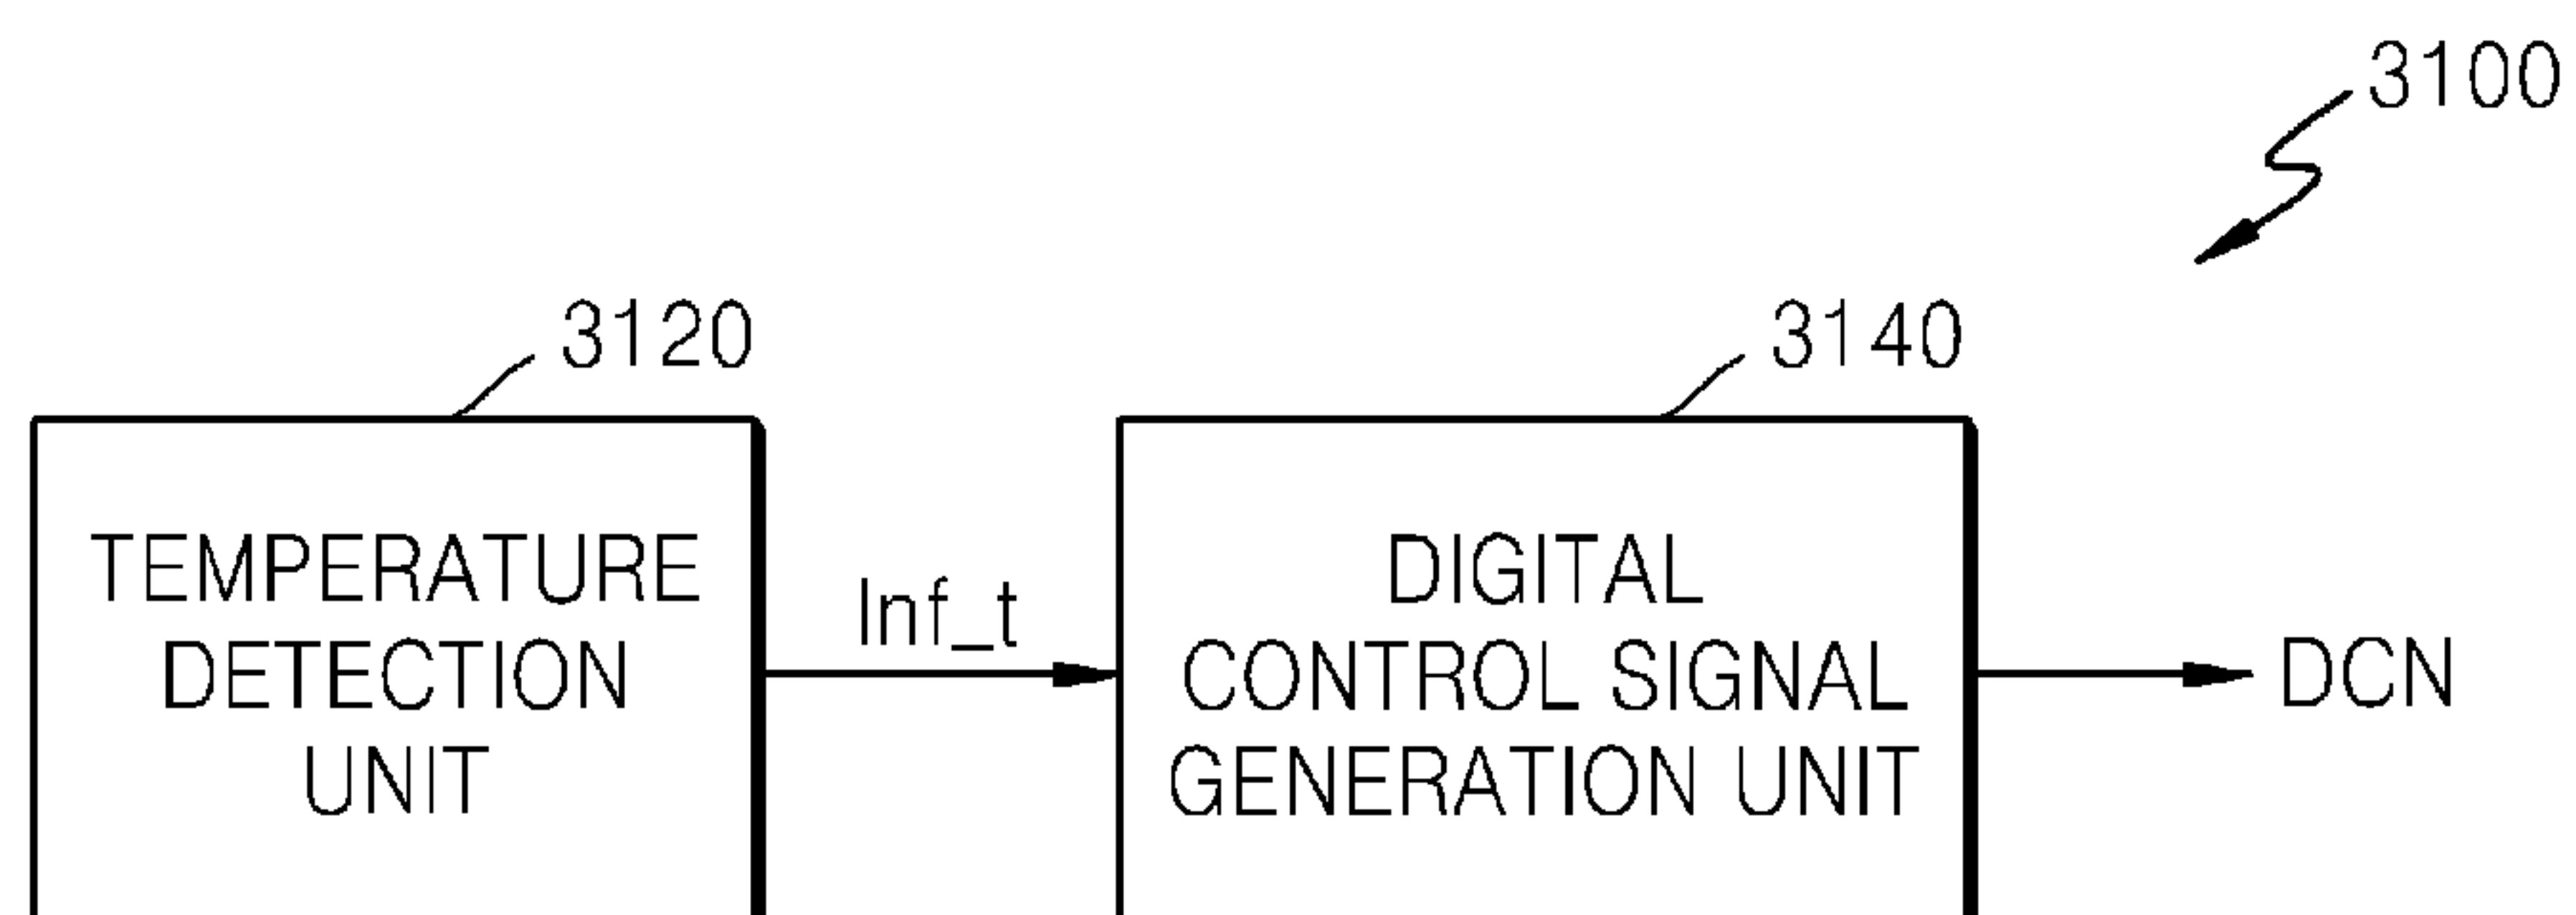 3100
3120
3140
TEMPERATURE
DETECTION
UNIT
Inf_t
DIGITAL
CONTROL SIGNAL
GENERATION UNIT
DCN